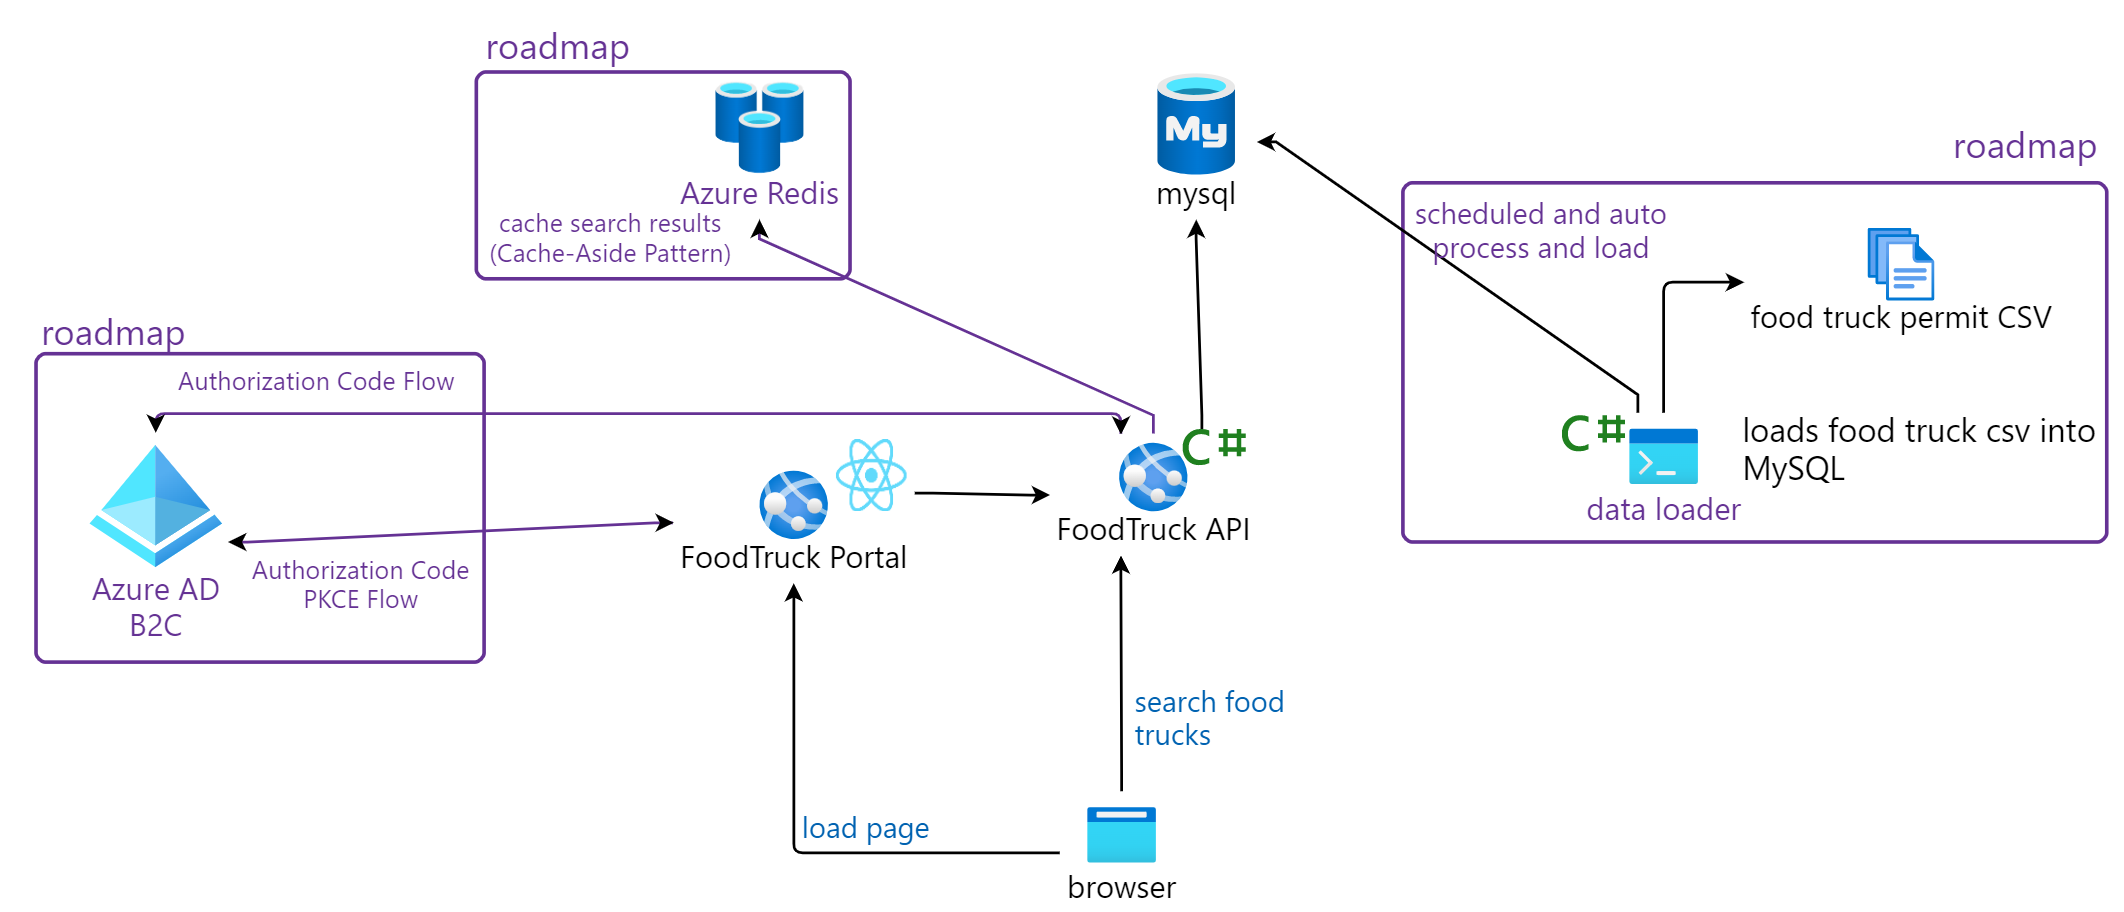 roadmap
Azure Redis
cache search results
(Cache-Aside Pattern)
My
mysql
roadmap
scheduled and auto
process and load
food truck permit CSV
C#
loads food truck csv into
MySQL
data loader
roadmap
Authorization Code Flow
Azure AD
B2C
Authorization Code
PKCE Flow
FoodTruck Portal
C#
FoodTruck API
search food
trucks
load page
browser